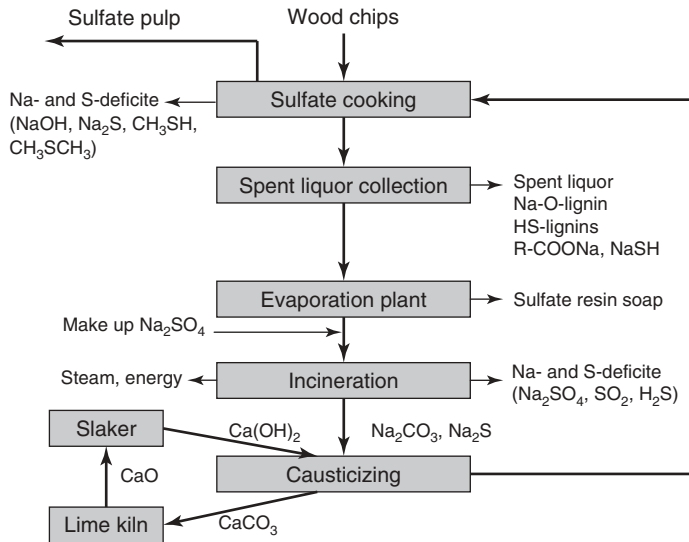 Sulfate pulp
Wood chips
Sulfate cooking
Na- and S-deficite
(NaOH, Na₂S, CH₃SH,
CH₃SCH₃)
Spent liquor collection
Spent liquor
Na-O-lignin
HS-lignins
R-COONa, NaSH
Evaporation plant
Sulfate resin soap
Make up Na₂SO₄
Steam, energy
Incineration
Na- and S-deficite
(Na₂SO₄, SO₂, H₂S)
Slaker
Ca(OH)₂
Na₂CO₃, Na₂S
Causticizing
CaO
Lime kiln
CaCO₃